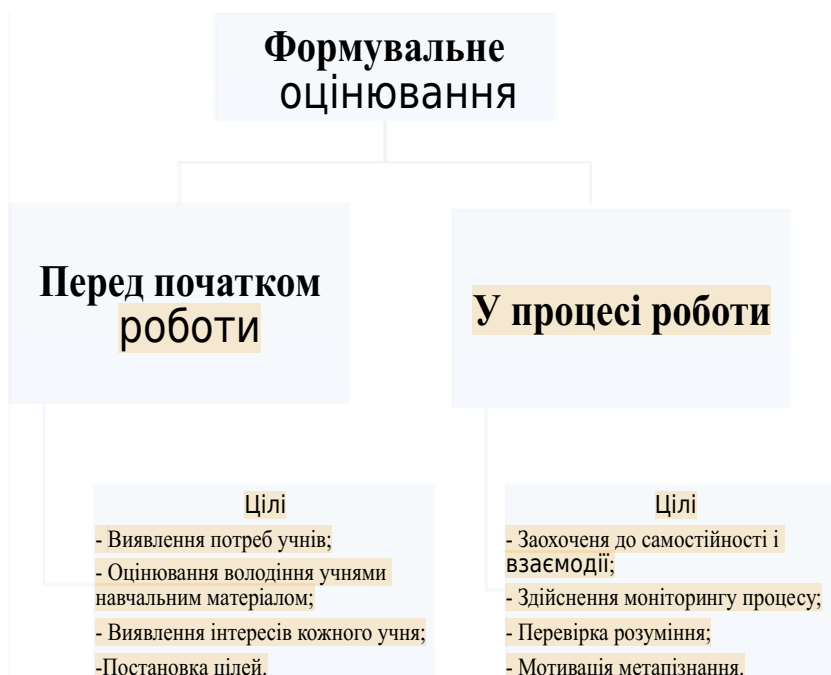 Формувальне
оцінювання
Перед початком
роботи
У процесі роботи
Цілі
- Виявлення потреб учнів;
- Оцінювання володіння учнями
навчальним матеріалом;
- Виявлення інтересів кожного учня;
-Постановка цілей.
Цілі
- Заохоченя до самостійності і
взаємодії;
- Здійснення моніторингу процесу;
- Перевірка розуміння;
- Мотивація метапізнання.